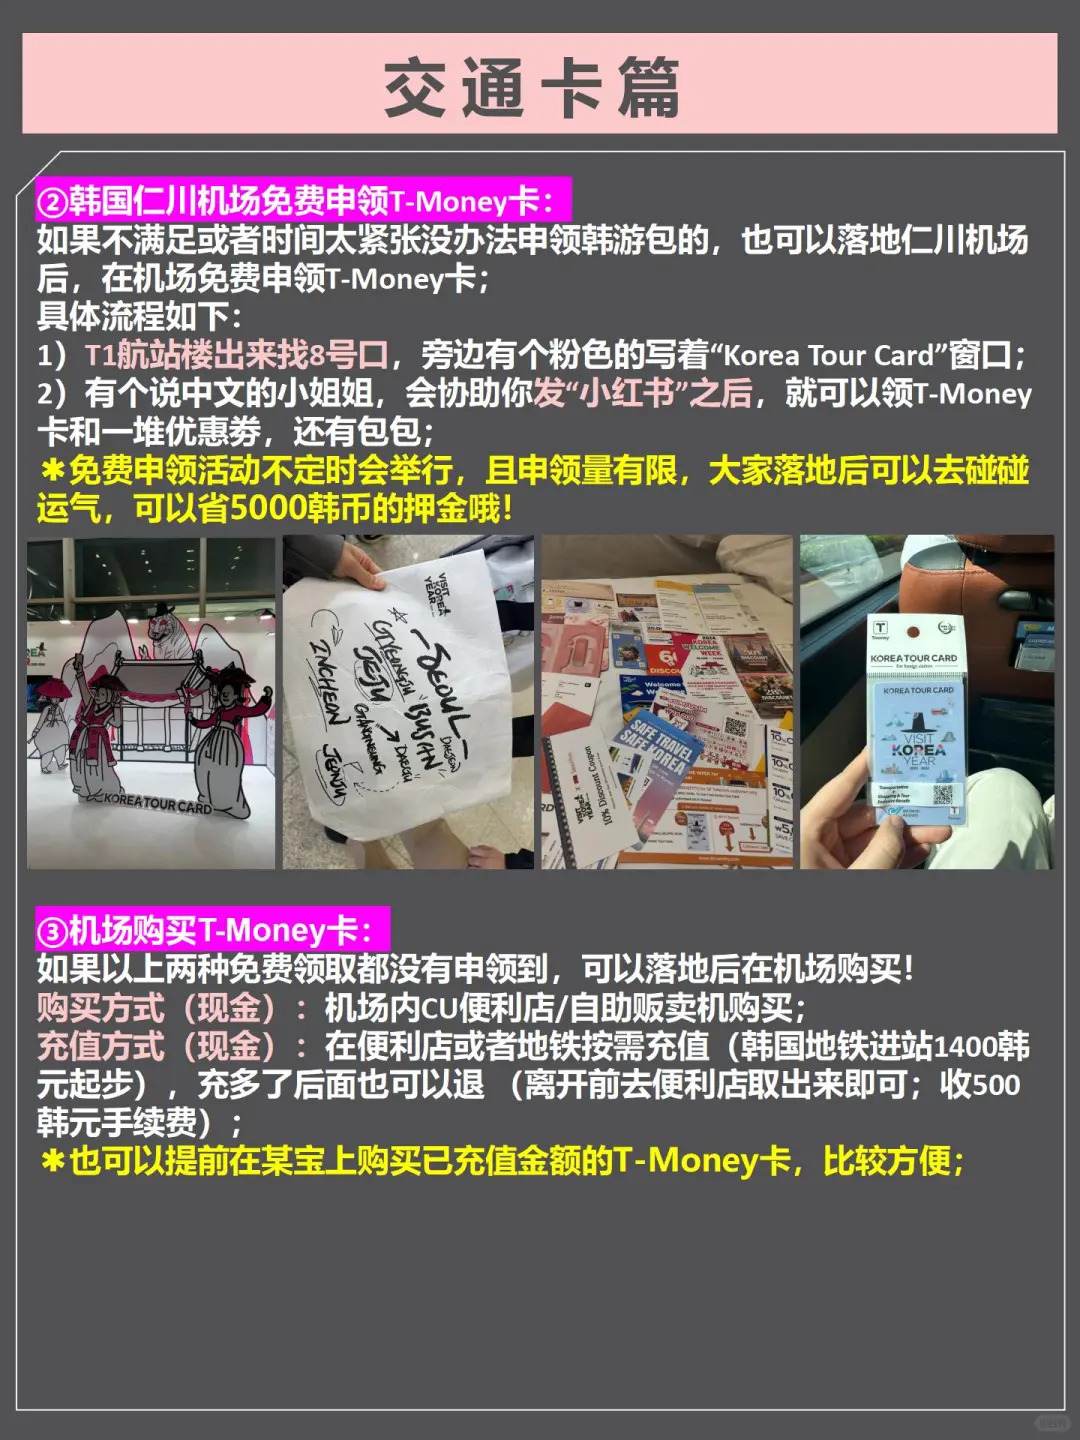 交通卡篇
②韩国仁川机场免费申领T-Money卡：
如果不满足或者时间太紧张没办法申领韩游包的，也可以落地仁川机场
后，在机场免费申领T-Money卡；
具体流程如下：
1）T1航站楼出来找8号口，旁边有个粉色的写着“Korea Tour Card”窗口；
2）有个说中文的小姐姐，会协助你发“小红书”之后，就可以领T-Money
卡和一堆优惠劵，还有包包；
＊免费申领活动不定时会举行，且申领量有限，大家落地后可以去碰碰
运气，可以省5000韩币的押金哦！
KOREA TOUR CARD
VISIT
KOREA
YEAR
SEOUL
GYEONGJU
BUSAN
JEJU
DAEGU
INCHEON
JEONJU
KOREA
WELCOME
WEEK
DISCOUNT
SAFE TRAVEL
SAFE KOREA
10% Discount Coupon
T
KOREA TOUR CARD
For foreign visitors
KOREA TOUR CARD
VISIT
KOREA
YEAR
③机场购买T-Money卡：
如果以上两种免费领取都没有申领到，可以落地后在机场购买！
购买方式（现金）：机场内CU便利店/自助贩卖机购买；
充值方式（现金）：在便利店或者地铁按需充值（韩国地铁进站1400韩
元起步），充多了后面也可以退（离开前去便利店取出来即可；收500
韩元手续费）；
＊也可以提前在某宝上购买已充值金额的T-Money卡，比较方便；